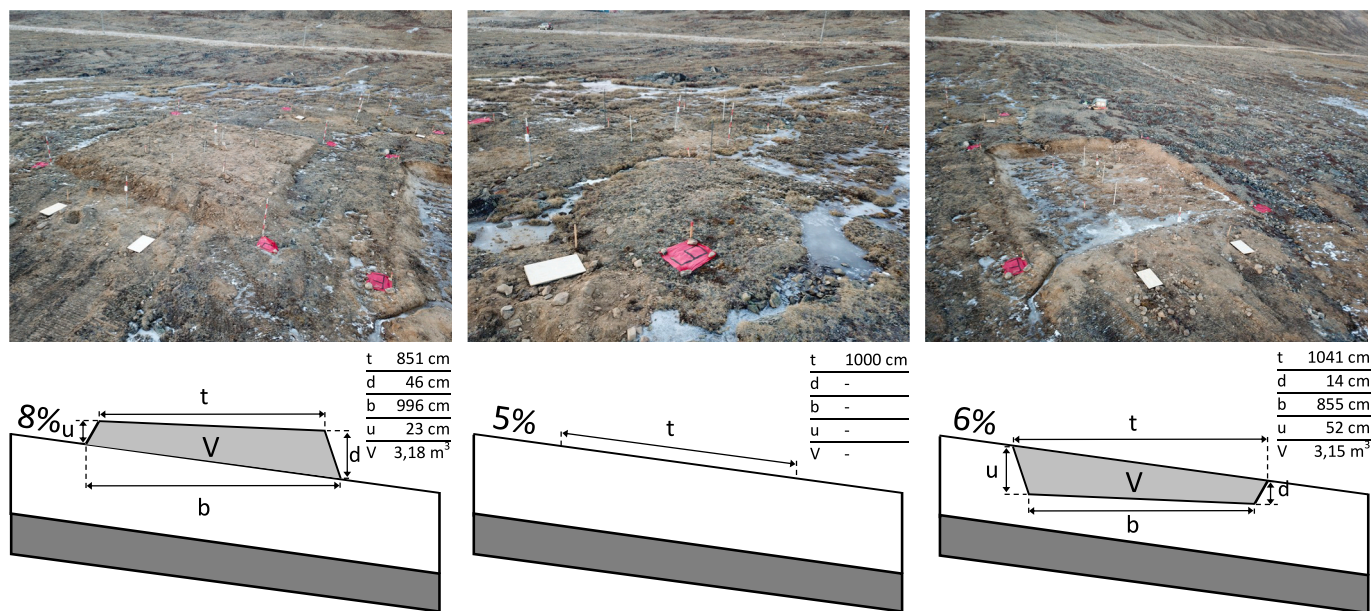 t 851 cm
d 46 cm
b 996 cm
u 23 cm
V 3,18 m³
8%
t
u
V
d
b
t 1000 cm
d -
b -
u -
V -
5%
t
t 1041 cm
d 14 cm
b 855 cm
u 52 cm
V 3,15 m³
6%
t
u
V
d
b